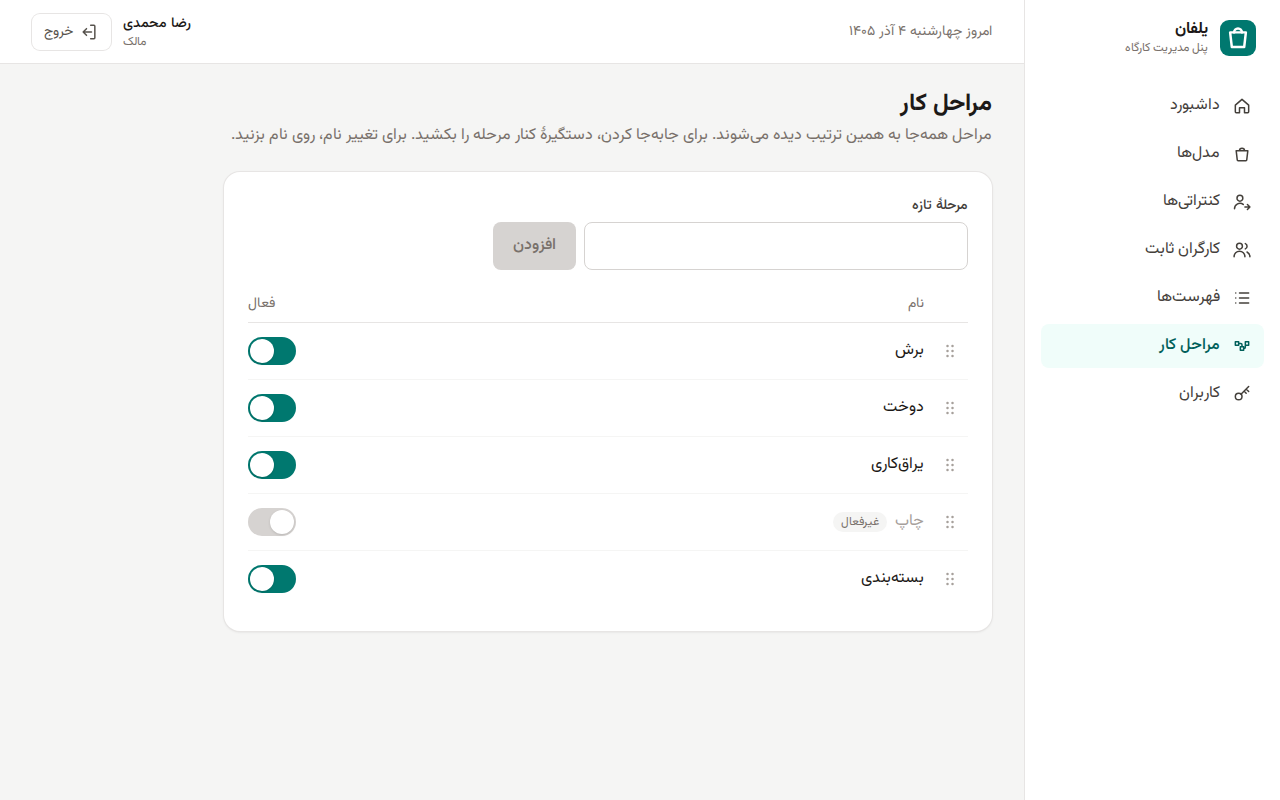 یلفان
پنل مدیریت کارگاه
داشبورد
مدل‌ها
کنتراتی‌ها
کارگران ثابت
فهرست‌ها
مراحل کار
کاربران
امروز چهارشنبه ۴ آذر ۱۴۰۵
رضا محمدی
مالک
خروج
مراحل کار
مراحل همه‌جا به همین ترتیب دیده می‌شوند. برای جابه‌جا کردن، دستگیرهٔ کنار مرحله را بکشید. برای تغییر نام، روی نام بزنید.
مرحلهٔ تازه
افزودن
نام فعال
برش
دوخت
یراق‌کاری
چاپ غیرفعال
بسته‌بندی